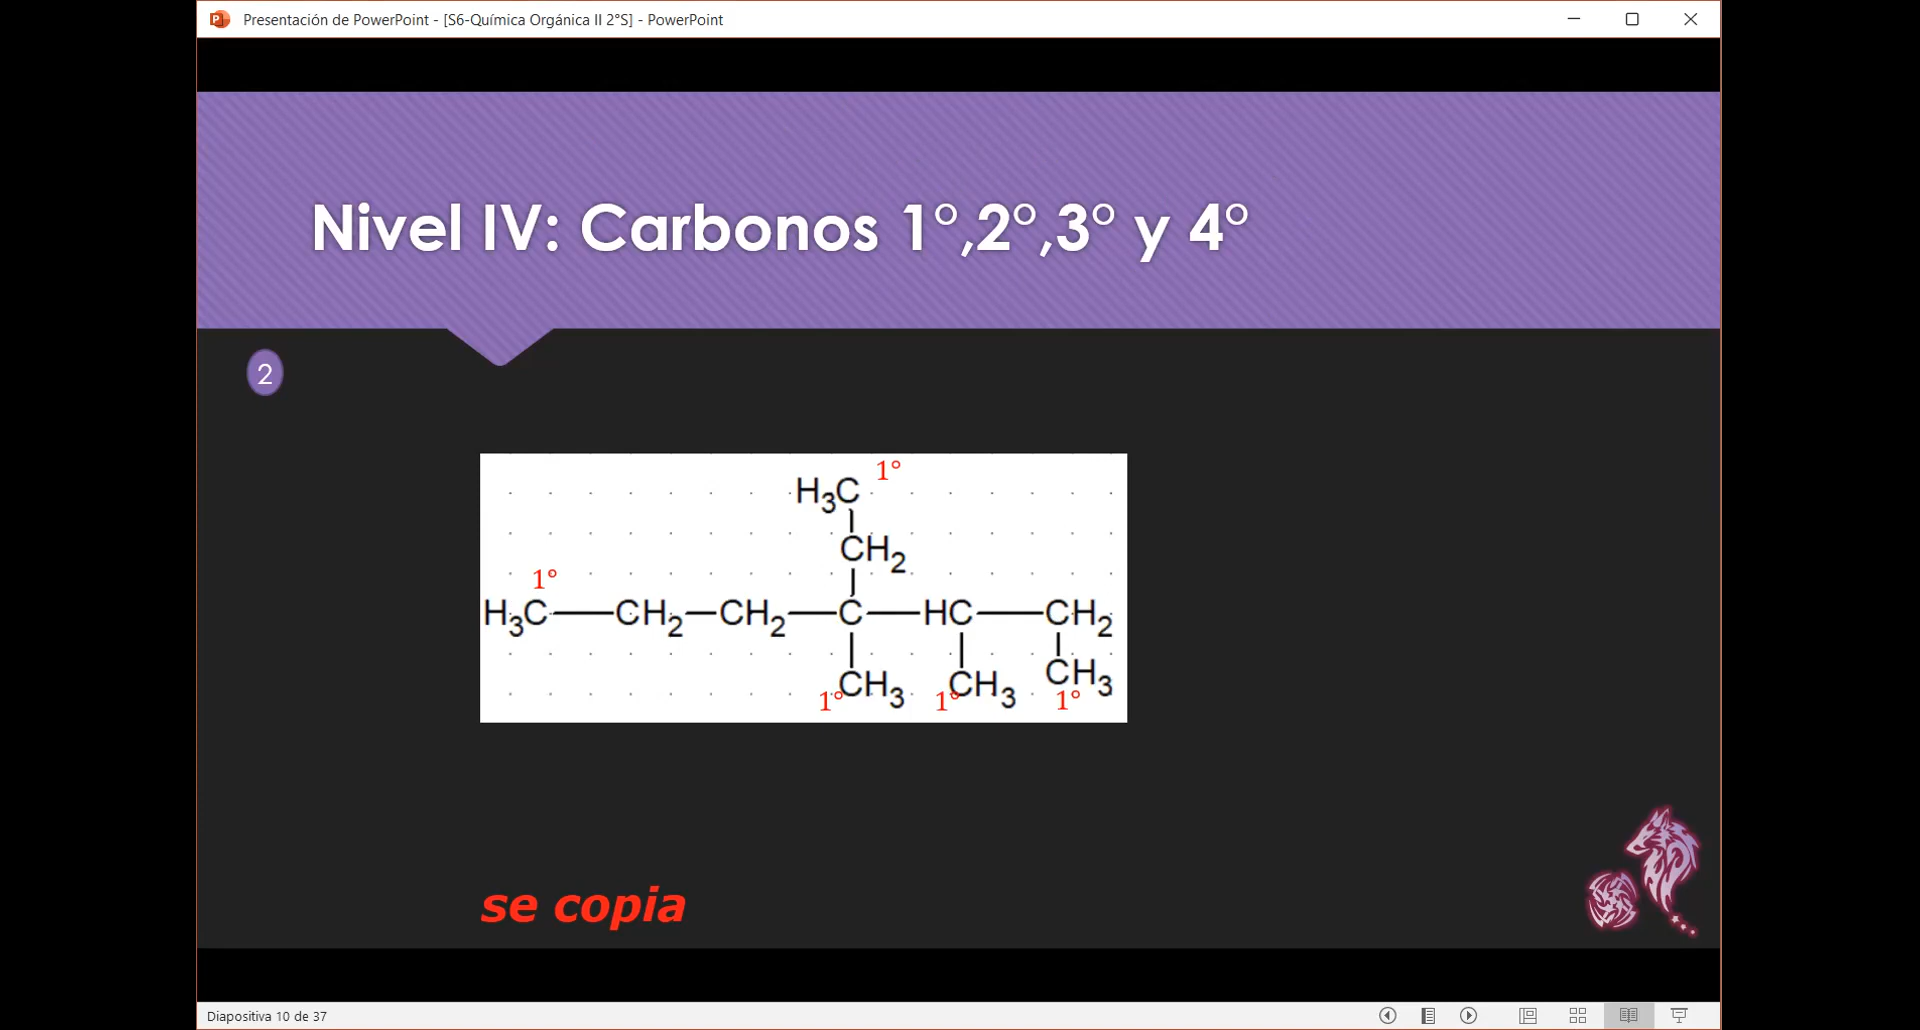 Presentación de PowerPoint - [S6-Química Orgánica II 2°S] - PowerPoint
Nivel IV: Carbonos 1°,2°,3° y 4°
2
H3C 1°
CH2
1°
H3C—CH2—CH2—C—HC—CH2
CH3 CH3 CH3
1° 1° 1°
se copia
Diapositiva 10 de 37